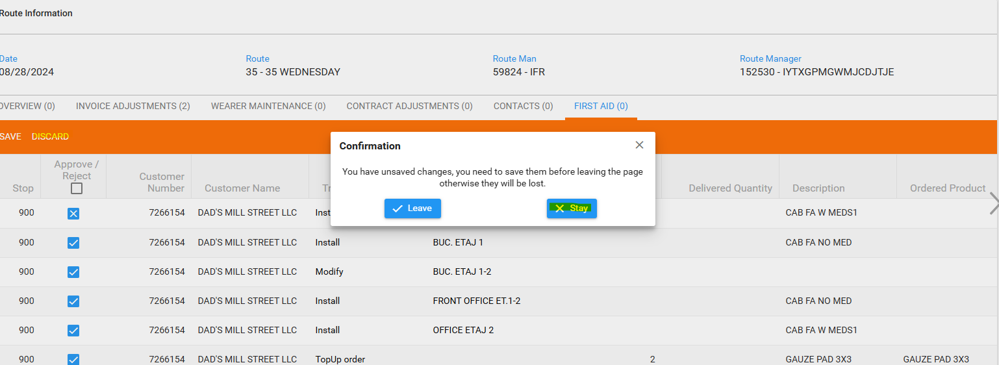 Route Information
Date Route Route Man Route Manager
08/28/2024 35 - 35 WEDNESDAY 59824 - IFR 152530 - IYTXGPMGWMJCDJTJE
OVERVIEW (0) INVOICE ADJUSTMENTS (2) WEARER MAINTENANCE (0) CONTRACT ADJUSTMENTS (0) CONTACTS (0) FIRST AID (0)
SAVE DISCARD
Confirmation
You have unsaved changes, you need to save them before leaving the page
otherwise they will be lost.
Leave Stay
Approve /
Reject Customer
Stop Number Customer Name Delivered Quantity Description Ordered Product
900 7266154 DAD'S MILL STREET LLC CAB FA W MEDS1
900 7266154 DAD'S MILL STREET LLC Install BUC. ETAJ 1 CAB FA NO MED
900 7266154 DAD'S MILL STREET LLC Modify BUC. ETAJ 1-2
900 7266154 DAD'S MILL STREET LLC Install FRONT OFFICE ET.1-2 CAB FA NO MED
900 7266154 DAD'S MILL STREET LLC Install OFFICE ETAJ 2 CAB FA W MEDS1
900 7266154 DAD'S MILL STREET LLC TopUp order 2 GAUZE PAD 3X3 GAUZE PAD 3X3